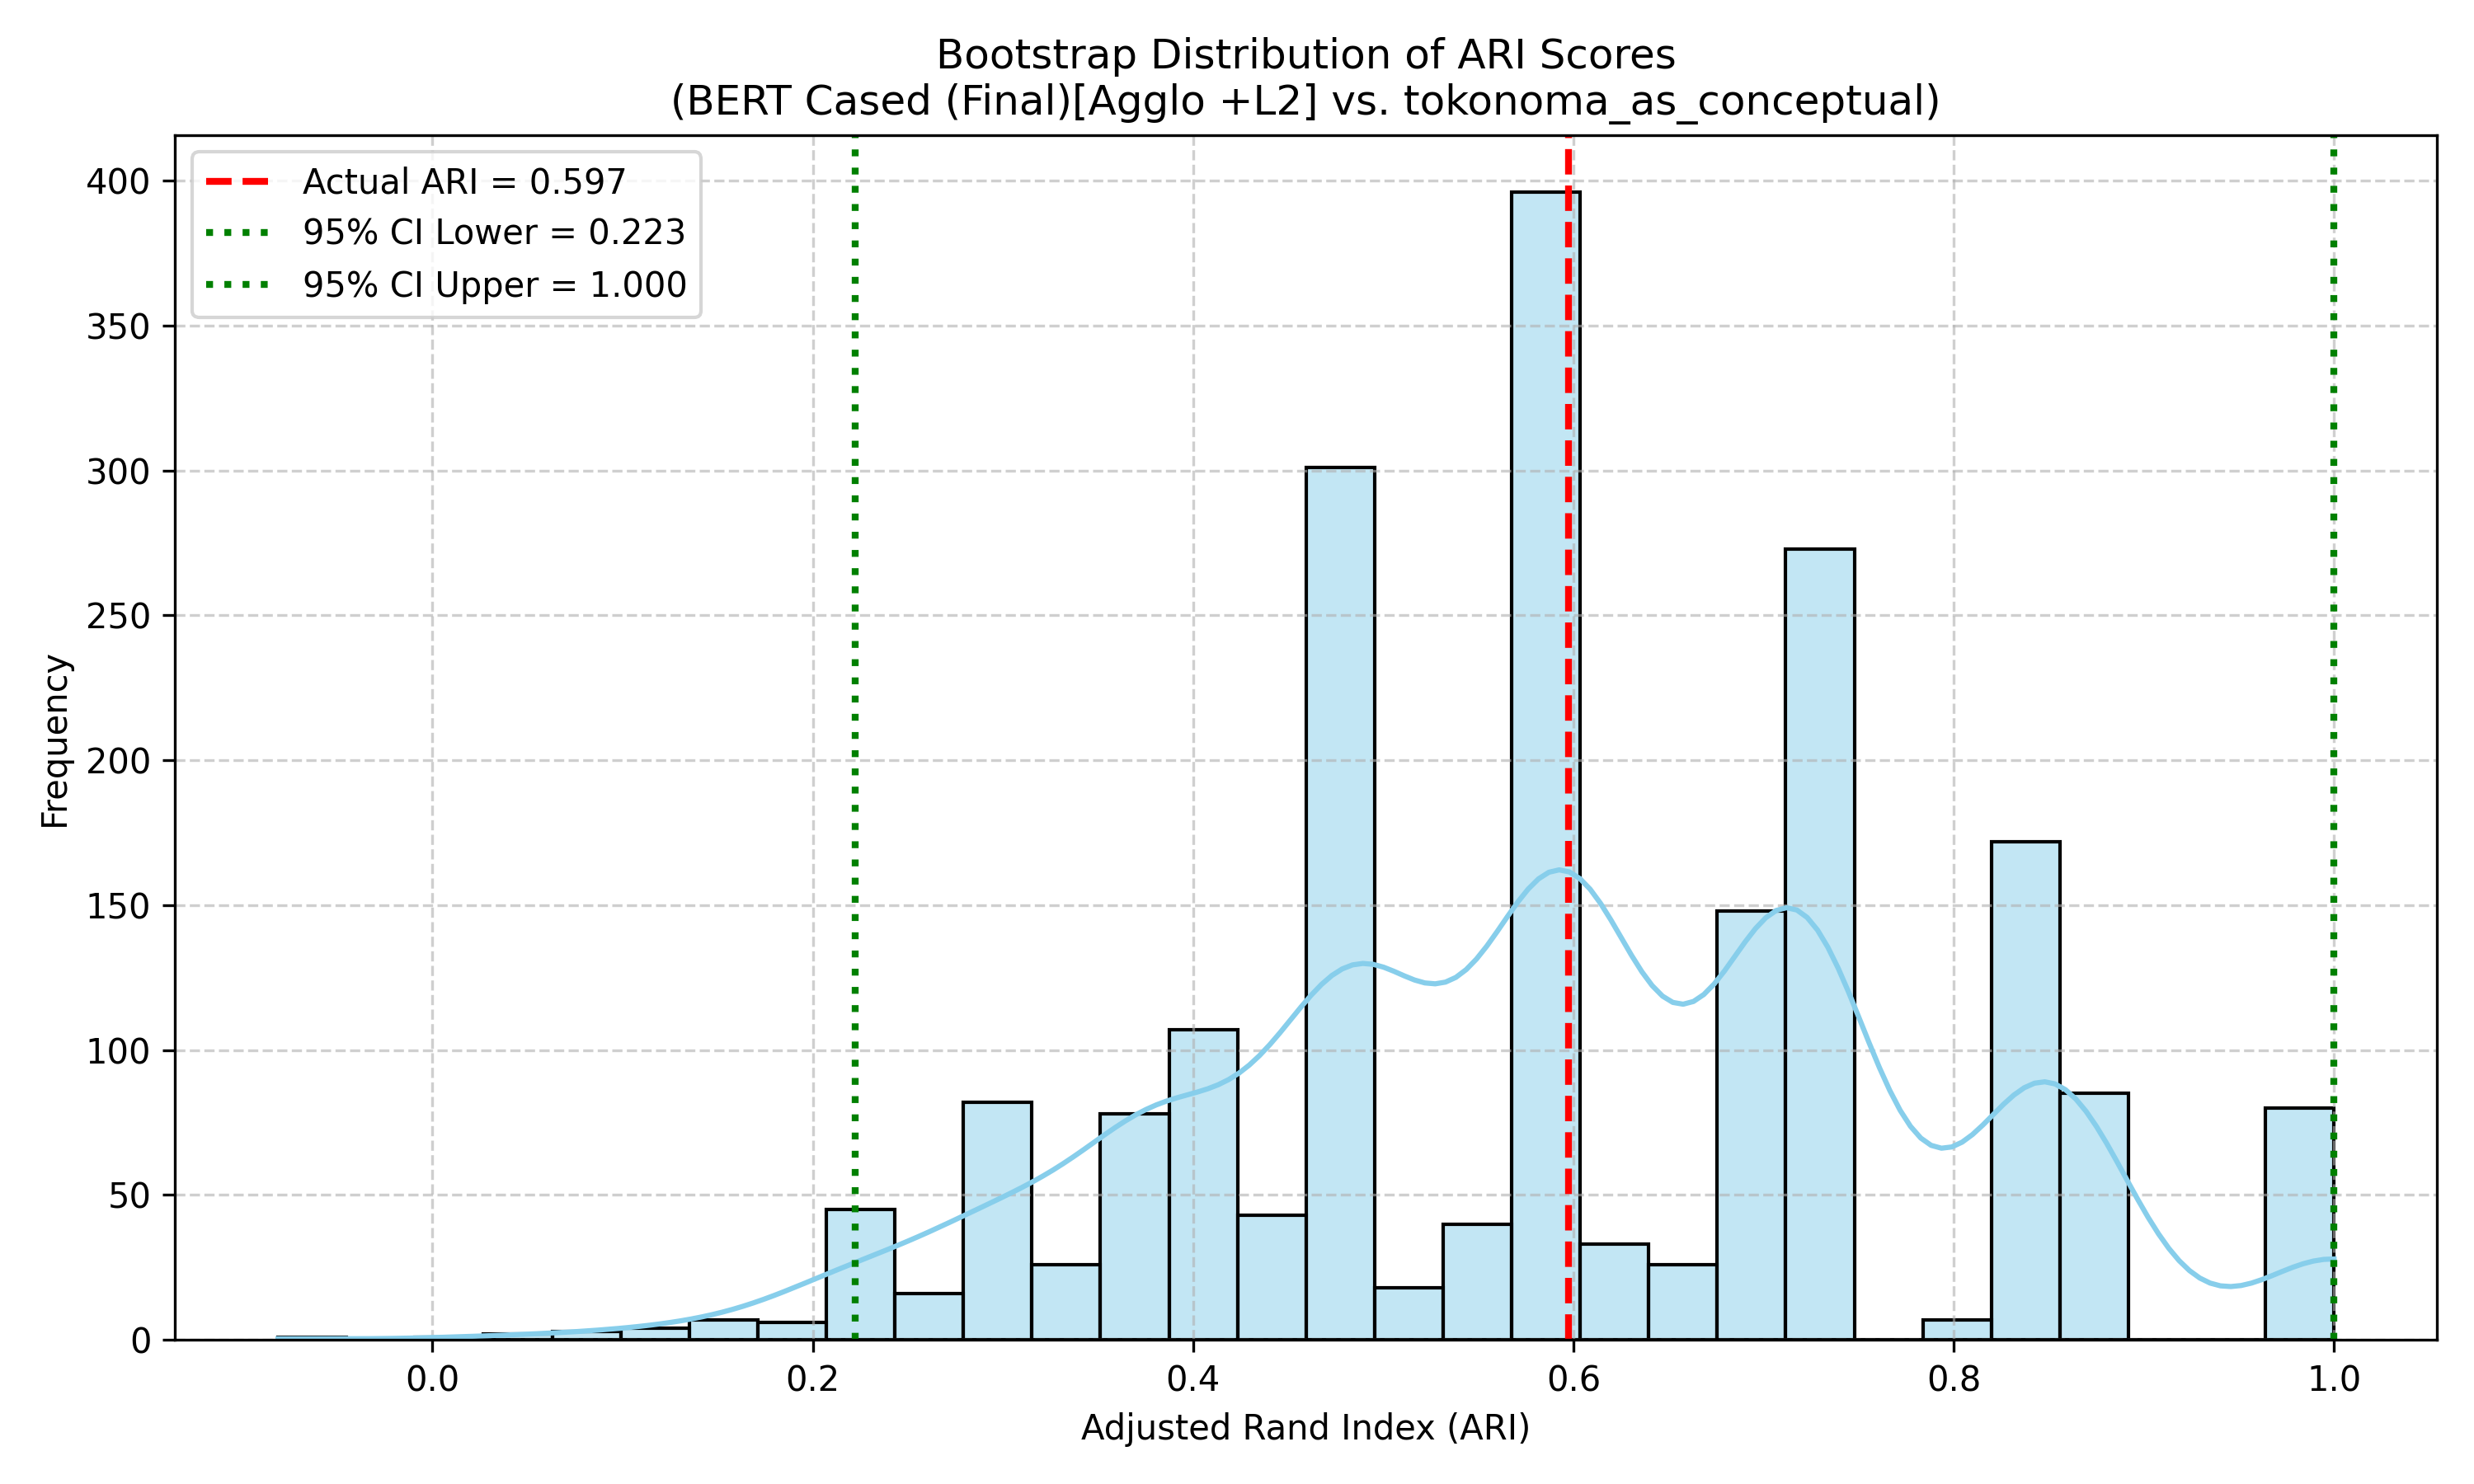 Bootstrap Distribution of ARI Scores
(BERT Cased (Final)[Agglo +L2] vs. tokonoma_as_conceptual)
Actual ARI = 0.597
95% CI Lower = 0.223
95% CI Upper = 1.000
400
350
300
250
200
150
100
50
0
Frequency
0.0 0.2 0.4 0.6 0.8 1.0
Adjusted Rand Index (ARI)